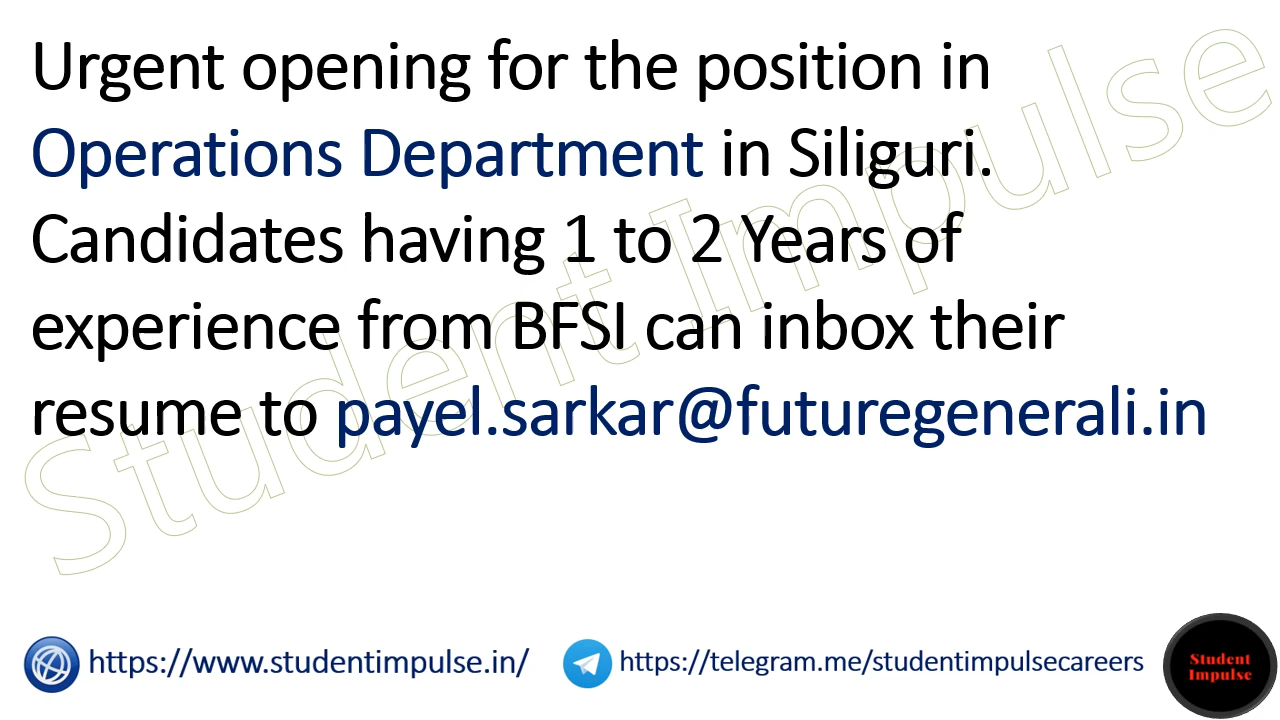 Urgent opening for the position in
Operations Department in Siliguri.
Candidates having 1 to 2 Years of
experience from BFSI can inbox their
resume to payel.sarkar@futuregenerali.in
Student Impulse
https://www.studentimpulse.in/
https://telegram.me/studentimpulsecareers
Student
Impulse